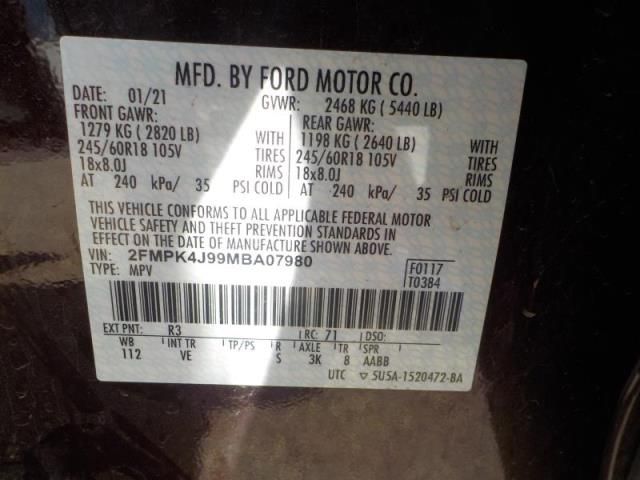 MFD. BY FORD MOTOR CO.
DATE: 01/21 GVWR: 2468 KG ( 5440 LB)
FRONT GAWR: REAR GAWR:
1279 KG ( 2820 LB) WITH 1198 KG ( 2640 LB) WITH
245/60R18 105V TIRES 245/60R18 105V TIRES
18x8.0J RIMS 18x8.0J RIMS
AT 240 kPa/ 35 PSI COLD AT 240 kPa/ 35 PSI COLD
THIS VEHICLE CONFORMS TO ALL APPLICABLE FEDERAL MOTOR
VEHICLE SAFETY AND THEFT PREVENTION STANDARDS IN
EFFECT ON THE DATE OF MANUFACTURE SHOWN ABOVE.
VIN: 2FMPK4J99MBA07980
TYPE: MPV
F0117
T0384
EXT PNT: R3 RC: 71 DSO:
WB INT TR TP/PS R AXLE TR SPR
112 VE S 3K 8 AABB
UTC ▽ 5U5A-1520472-BA